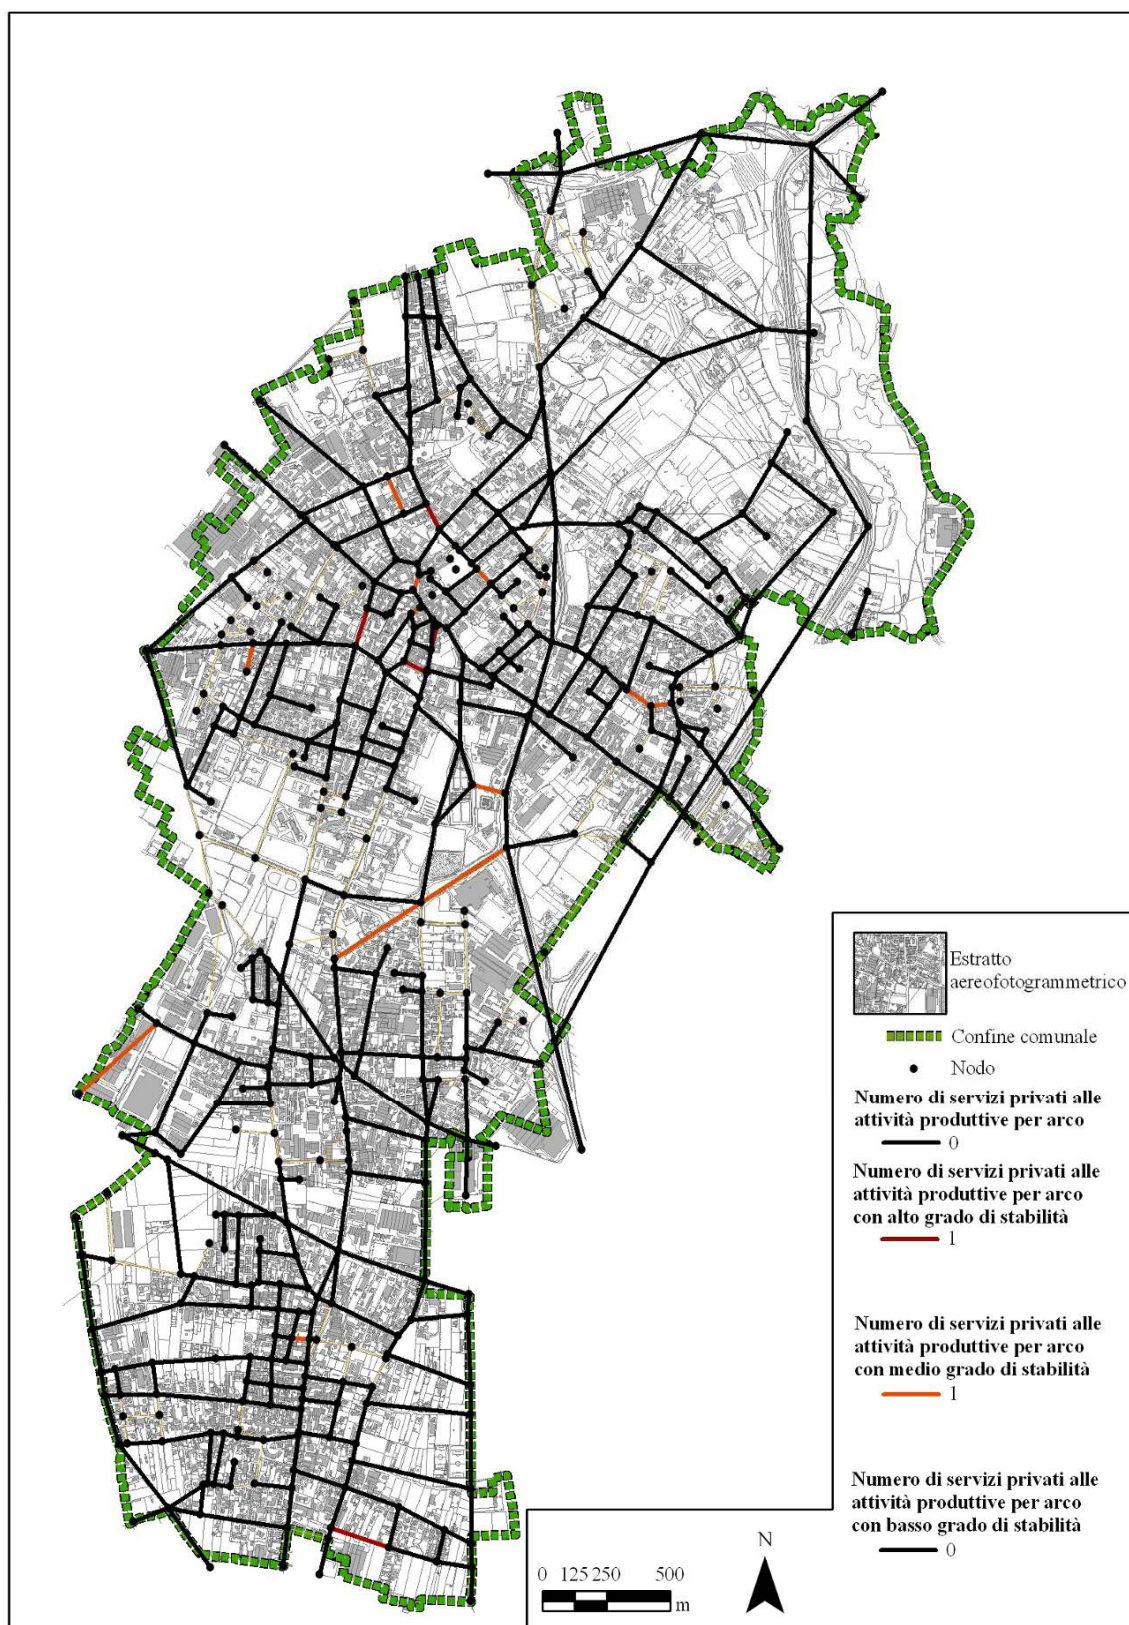 Estratto
aereofotogrammetrico
Confine comunale
Nodo
Numero di servizi privati alle
attività produttive per arco
0
Numero di servizi privati alle
attività produttive per arco
con alto grado di stabilità
1
Numero di servizi privati alle
attività produttive per arco
con medio grado di stabilità
1
Numero di servizi privati alle
attività produttive per arco
con basso grado di stabilità
0
N
0 125 250 500
m